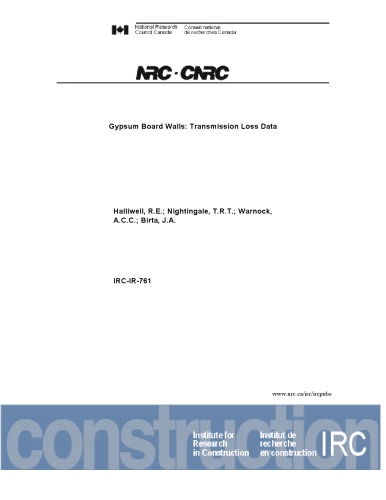 National Research
Council Canada
Conseil national
de recherches Canada
NRC · CNRC
Gypsum Board Walls: Transmission Loss Data
Halliwell, R.E.; Nightingale, T.R.T.; Warnock,
A.C.C.; Birta, J.A.
IRC-IR-761
www.nrc.ca/irc/ircpubs
construction
Institute for
Research
in Construction
Institut de
recherche
en construction
IRC